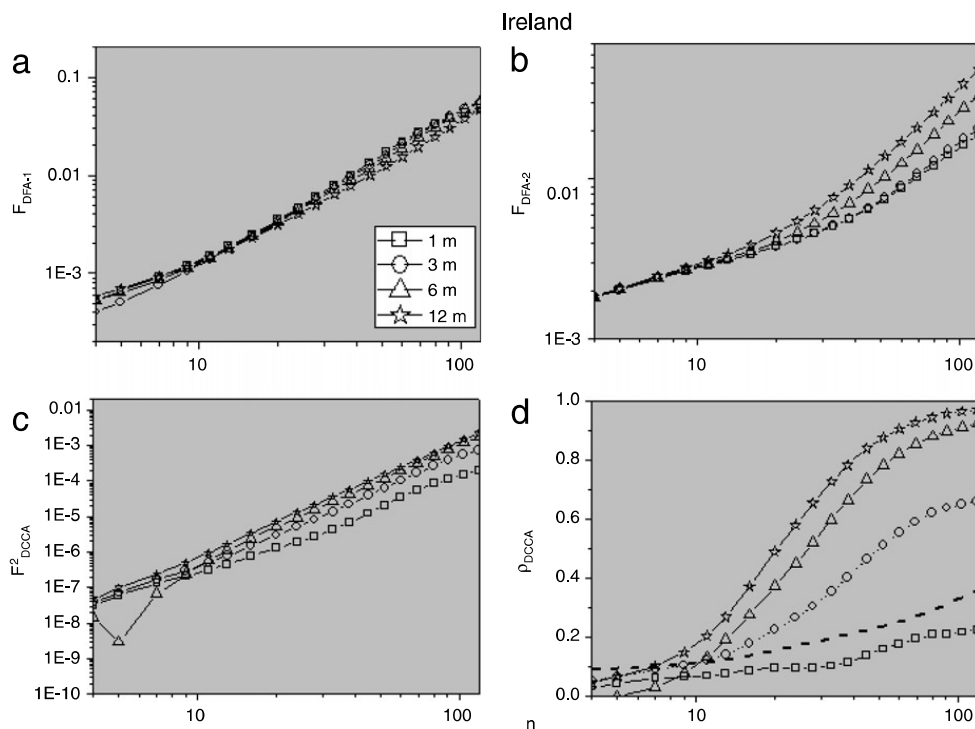 Ireland
a
0.1
0.01
1E-3
F_DFA-1
10
100
1 m
3 m
6 m
12 m
b
0.01
1E-3
F_DFA-2
10
100
c
0.01
1E-3
1E-4
1E-5
1E-6
1E-7
1E-8
1E-9
1E-10
F²_DCCA
10
100
d
1.0
0.8
0.6
0.4
0.2
0.0
ρ_DCCA
n
10
100